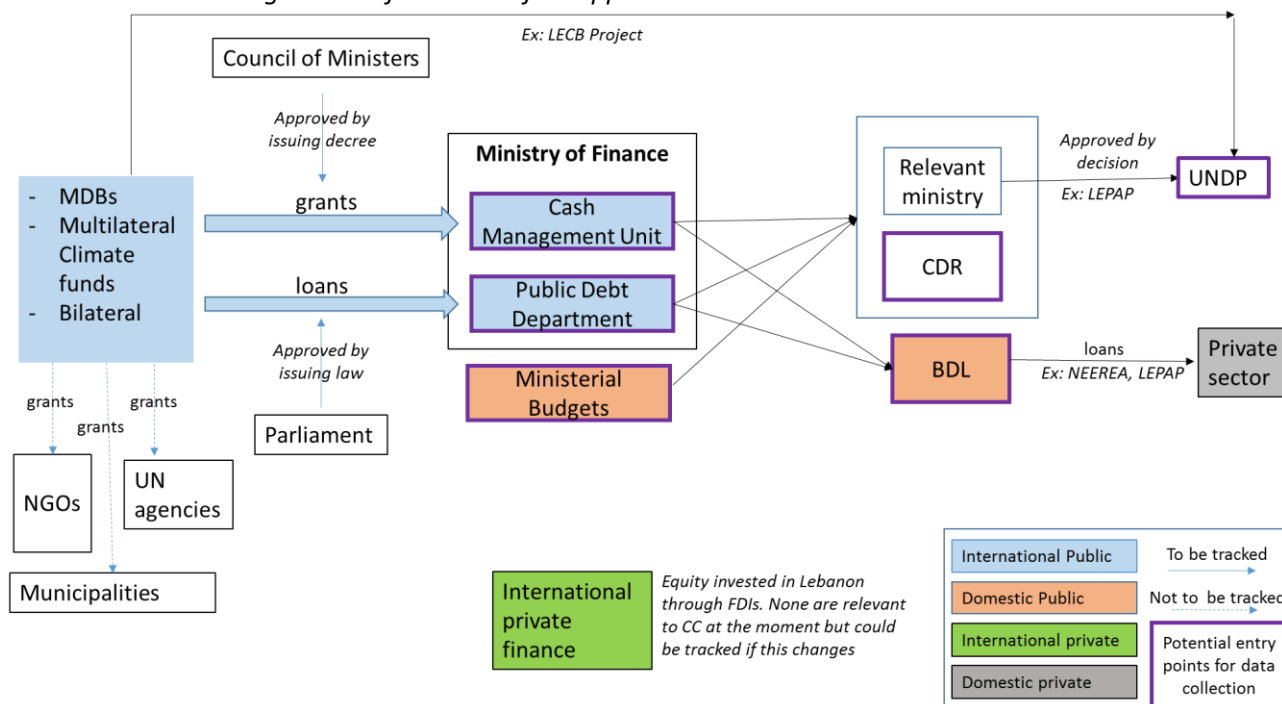 Ex: LECB Project
Council of Ministers
Approved by
issuing decree
Ministry of Finance
- MDBs
- Multilateral
Climate
funds
- Bilateral
grants
Cash
Management Unit
loans
Public Debt
Department
Approved by
issuing law
Parliament
Ministerial
Budgets
Relevant
ministry
CDR
Approved by
decision
Ex: LEPAP
UNDP
BDL
loans
Ex: NEEREA, LEPAP
Private
sector
grants
grants
grants
NGOs
UN
agencies
Municipalities
International
private
finance
Equity invested in Lebanon
through FDIs. None are relevant
to CC at the moment but could
be tracked if this changes
International Public
To be tracked
Domestic Public
Not to be tracked
International private
Domestic private
Potential entry
points for data
collection